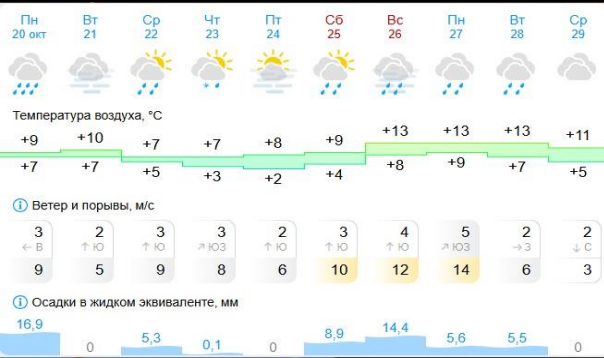 Пн Вт Ср Чт Пт Сб Вс Пн Вт Ср
20 окт 21 22 23 24 25 26 27 28 29
Температура воздуха, °C
+9 +10 +7 +7 +8 +9 +13 +13 +13 +11
+7 +7 +5 +3 +2 +4 +8 +9 +7 +5
Ветер и порывы, м/с
3 2 3 3 2 3 4 5 2 2
← В ↑ Ю ↑ Ю ↗ ЮЗ ↑ Ю ↑ Ю ↑ Ю ↗ ЮЗ → З ↓ С
9 5 9 8 6 10 12 14 6 3
Осадки в жидком эквиваленте, мм
16,9 0 5,3 0,1 0 8,9 14,4 5,6 5,5 0